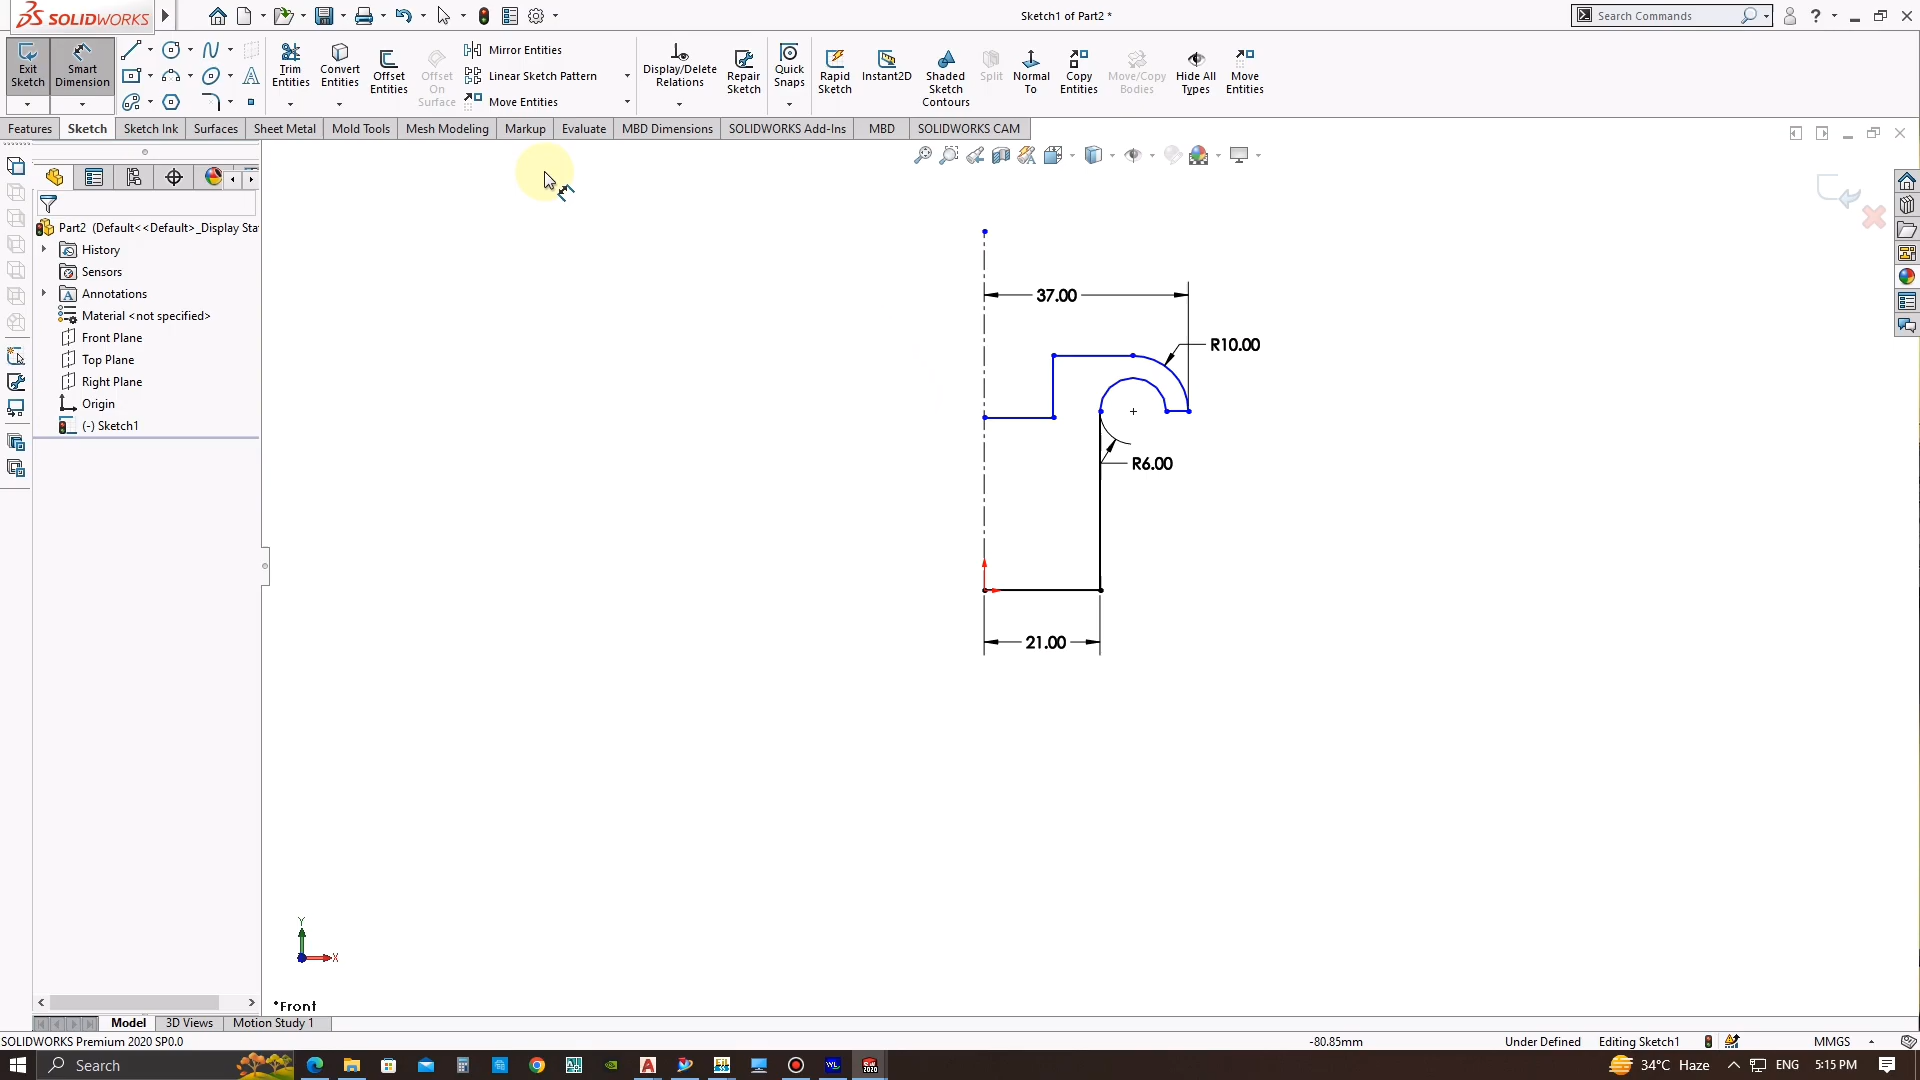 SOLIDWORKS
Sketch1 of Part2 *
Search Commands
Exit Sketch
Smart Dimension
Trim Entities
Convert Entities
Offset Entities
Offset On Surface
Mirror Entities
Linear Sketch Pattern
Move Entities
Display/Delete Relations
Repair Sketch
Quick Snaps
Rapid Sketch
Instant2D
Shaded Sketch Contours
Split
Normal To
Copy Entities
Move/Copy Bodies
Hide All Types
Move Entities
Features
Sketch
Sketch Ink
Surfaces
Sheet Metal
Mold Tools
Mesh Modeling
Markup
Evaluate
MBD Dimensions
SOLIDWORKS Add-Ins
MBD
SOLIDWORKS CAM
Part2 (Default<<Default>_Display Sta
History
Sensors
Annotations
Material <not specified>
Front Plane
Top Plane
Right Plane
Origin
(-) Sketch1
37.00
R10.00
R6.00
21.00
Y
X
*Front
Model
3D Views
Motion Study 1
SOLIDWORKS Premium 2020 SP0.0
-80.85mm
Under Defined
Editing Sketch1
MMGS
Search
34°C Haze
ENG
5:15 PM